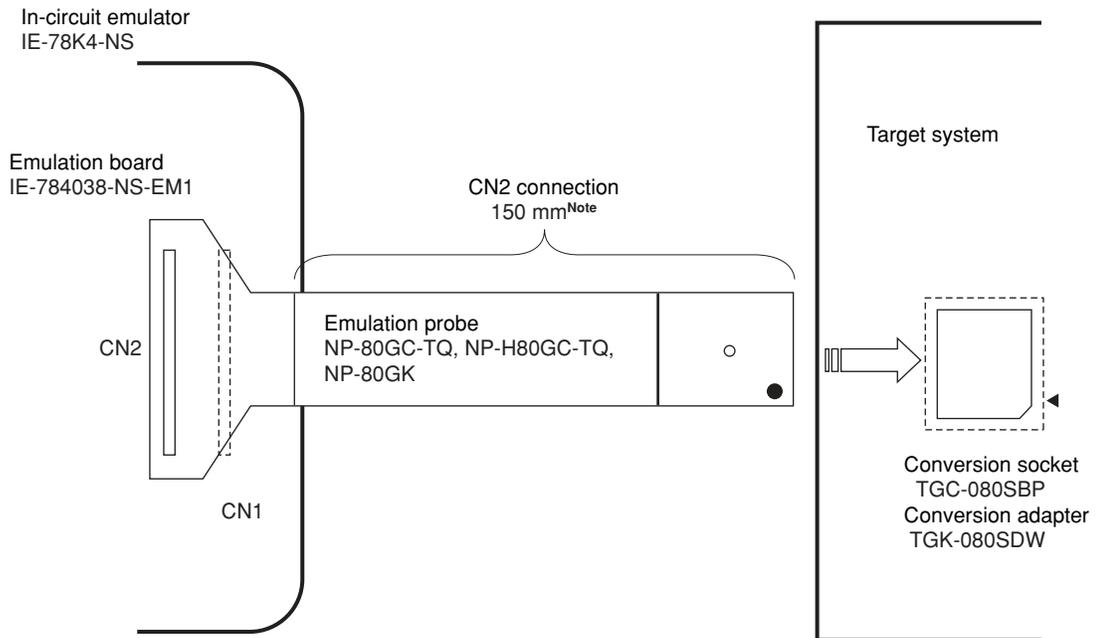 In-circuit emulator
IE-78K4-NS
Target system
Emulation board
IE-784038-NS-EM1
CN2 connection
150 mmNote
CN2
Emulation probe
NP-80GC-TQ, NP-H80GC-TQ,
NP-80GK
Conversion socket
TGC-080SBP
Conversion adapter
TGK-080SDW
CN1